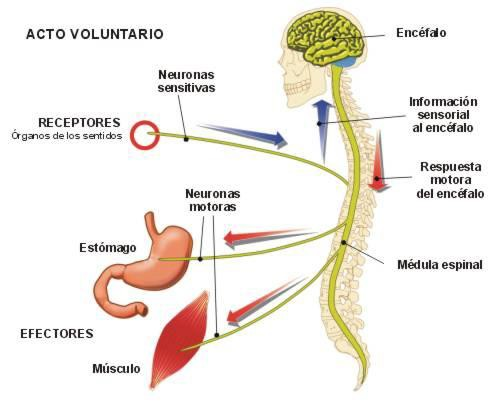 ACTO VOLUNTARIO
Encéfalo
Neuronas
sensitivas
Información
sensorial
al encéfalo
RECEPTORES
Órganos de los sentidos
Respuesta
motora
del encéfalo
Neuronas
motoras
Estómago
Médula espinal
EFECTORES
Músculo